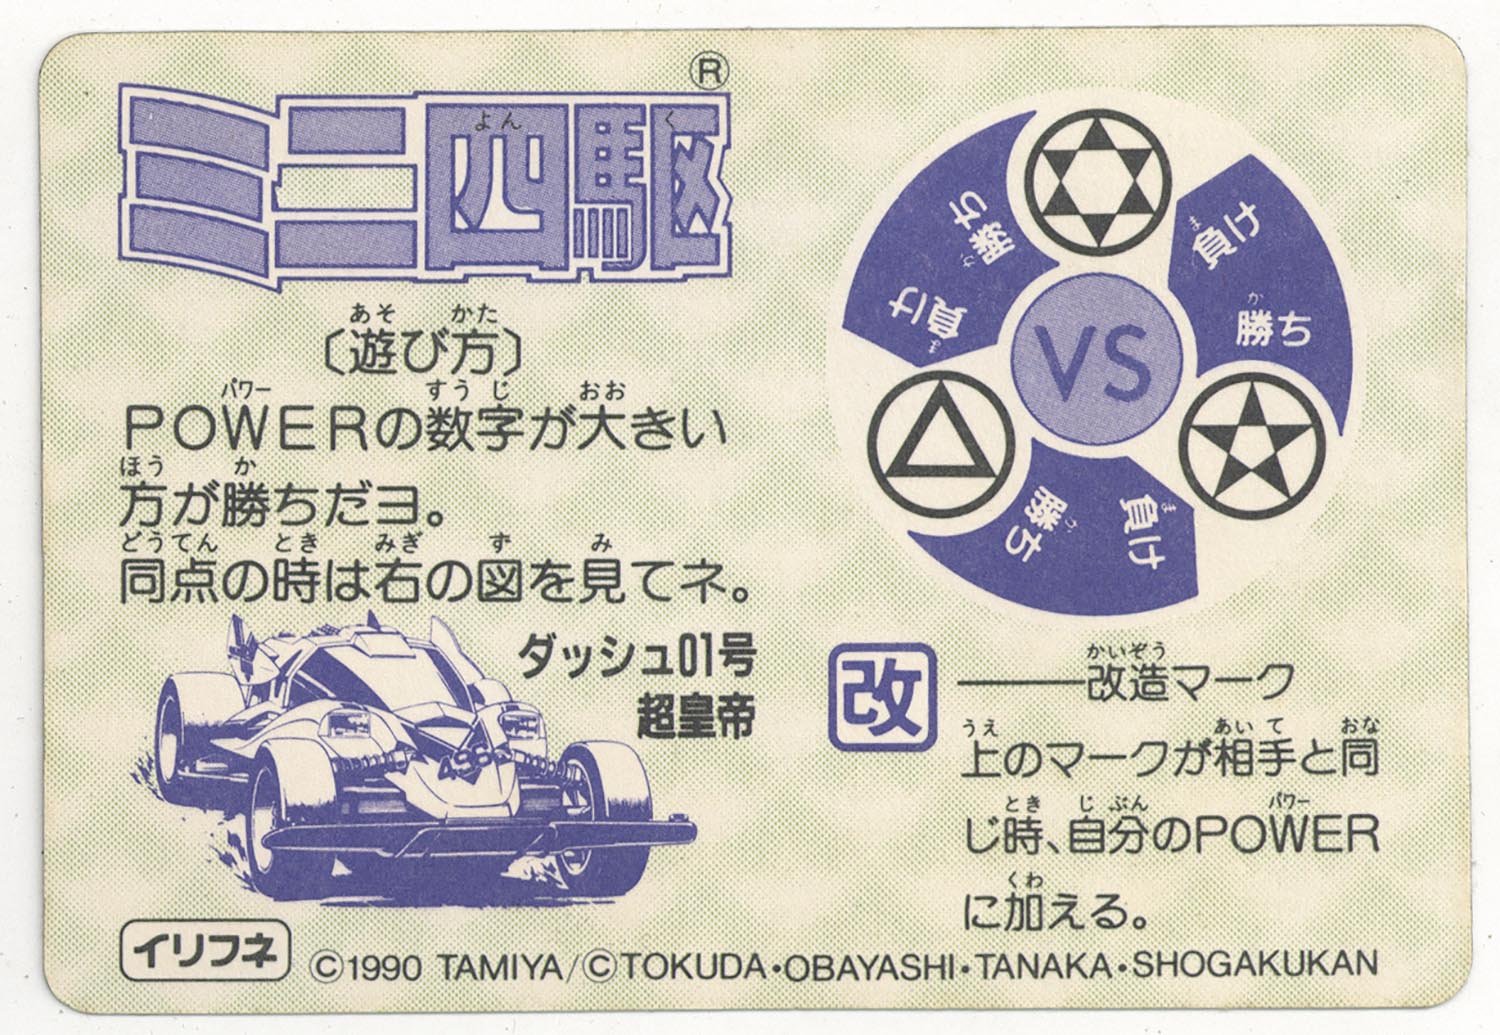 ミニ四駆
®
よん く
〔遊び方〕
あそ かた
POWERの数字が大きい
パワー すうじ おお
方が勝ちだヨ。
ほう か
同点の時は右の図を見てネ。
どうてん とき みぎ ず み
ダッシュ01号
超皇帝
4562
イリフネ
勝ち
か
負け
ま
負け
ま
勝ち
か
VS
勝ち
か
負け
ま
改
改造マーク
かいぞう
上のマークが相手と同
うえ あいて おな
じ時、自分のPOWER
とき じぶん パワー
に加える。
くわ
©1990 TAMIYA/©TOKUDA・OBAYASHI・TANAKA・SHOGAKUKAN